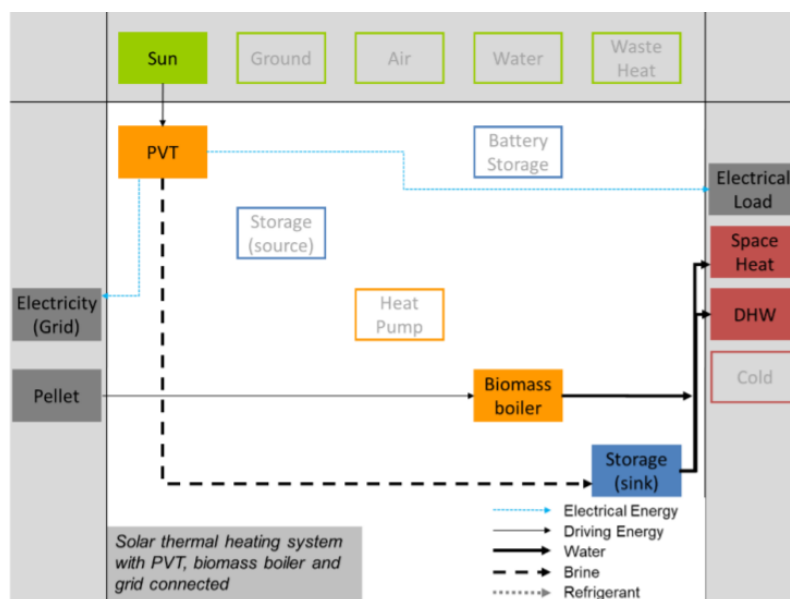 Sun
Ground
Air
Water
Waste
Heat
PVT
Battery
Storage
Electrical
Load
Storage
(source)
Space
Heat
Electricity
(Grid)
Heat
Pump
DHW
Pellet
Biomass
boiler
Cold
Storage
(sink)
Electrical Energy
Driving Energy
Water
Brine
Refrigerant
Solar thermal heating system
with PVT, biomass boiler and
grid connected